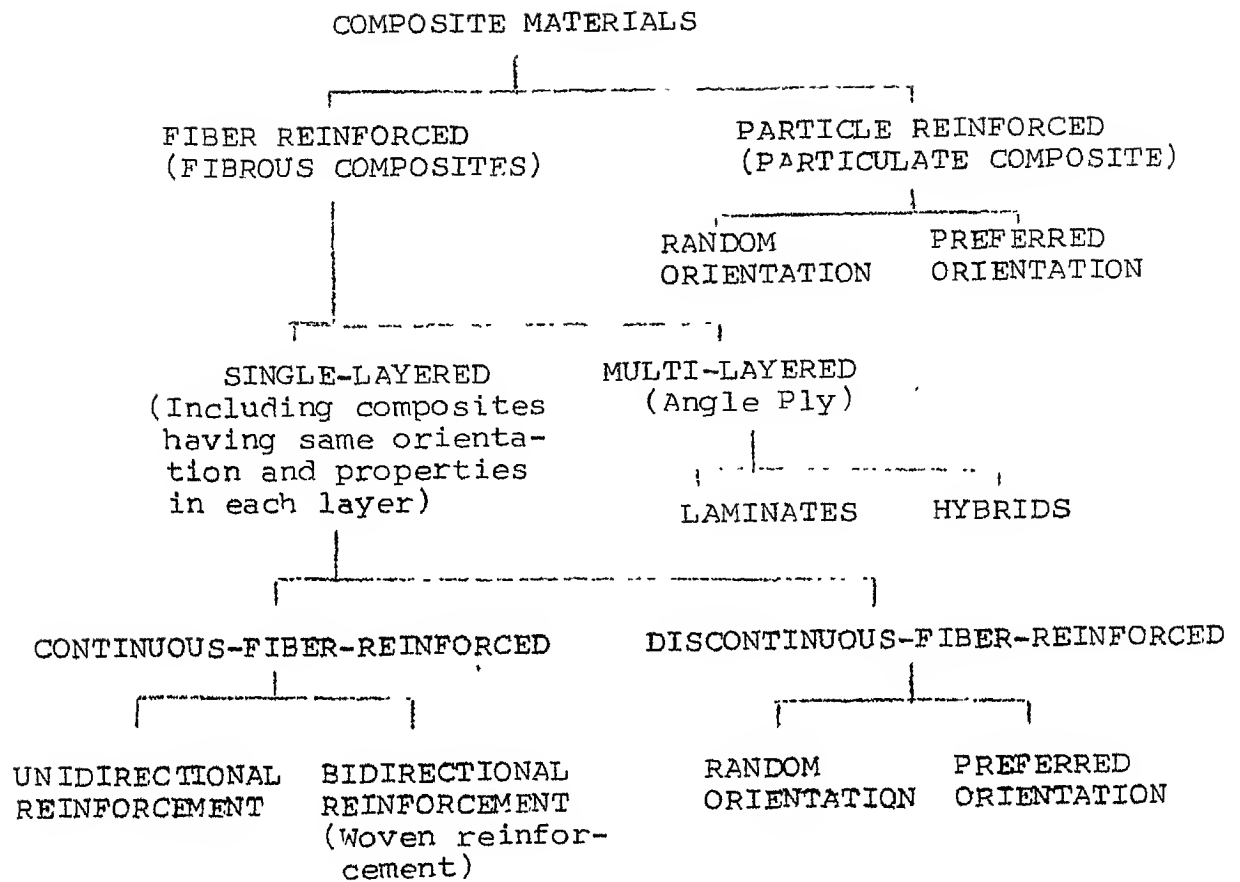 COMPOSITE MATERIALS
FIBER REINFORCED
(FIBROUS COMPOSITES)
PARTICLE REINFORCED
(PARTICULATE COMPOSITE)
RANDOM
ORIENTATION
PREFERRED
ORIENTATION
SINGLE-LAYERED
(Including composites
having same orienta-
tion and properties
in each layer)
MULTI-LAYERED
(Angle Ply)
LAMINATES
HYBRIDS
CONTINUOUS-FIBER-REINFORCED
DISCONTINUOUS-FIBER-REINFORCED
UNIDIRECTIONAL
REINFORCEMENT
BIDIRECTIONAL
REINFORCEMENT
(Woven reinfor-
cement)
RANDOM
ORIENTATION
PREFERRED
ORIENTATION